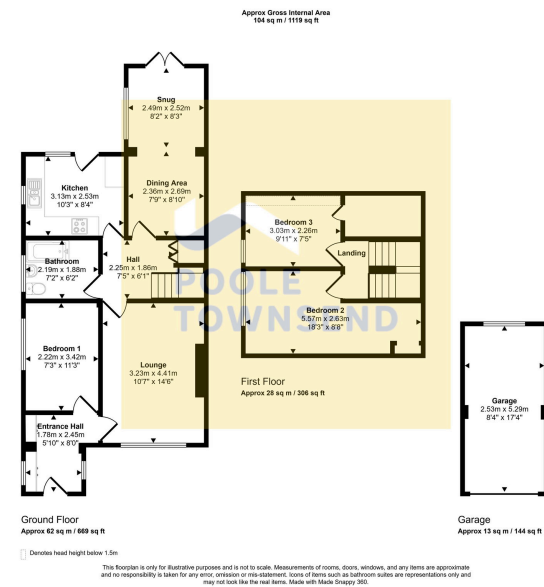 Approx Gross Internal Area
104 sq m / 1119 sq ft
Snug
2.49m x 2.52m
8'2" x 8'3"
Dining Area
2.36m x 2.69m
7'9" x 8'10"
Kitchen
3.13m x 2.53m
10'3" x 8'4"
Bathroom
2.19m x 1.88m
7'2" x 6'2"
Hall
2.25m x 1.86m
7'5" x 6'1"
Bedroom 1
2.22m x 3.42m
7'3" x 11'3"
Lounge
3.23m x 4.41m
10'7" x 14'6"
Entrance Hall
1.78m x 2.45m
5'10" x 8'0"
Ground Floor
Approx 62 sq m / 669 sq ft
Bedroom 3
3.03m x 2.26m
9'11" x 7'5"
Landing
Bedroom 2
5.57m x 2.63m
18'3" x 8'8"
First Floor
Approx 28 sq m / 306 sq ft
Garage
2.53m x 5.29m
8'4" x 17'4"
Garage
Approx 13 sq m / 144 sq ft
POOLE
TOWNSEND
Denotes head height below 1.5m
This floorplan is only for illustrative purposes and is not to scale. Measurements of rooms, doors, windows, and any items are approximate
and no responsibility is taken for any error, omission or mis-statement. Icons of items such as bathroom suites are representations only and
may not look like the real items. Made with Made Snappy 360.